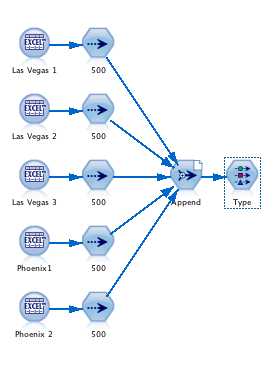 EXCEL
Las Vegas 1
500
EXCEL
Las Vegas 2
500
EXCEL
Las Vegas 3
500
Append
Type
EXCEL
Phoenix1
500
EXCEL
Phoenix 2
500